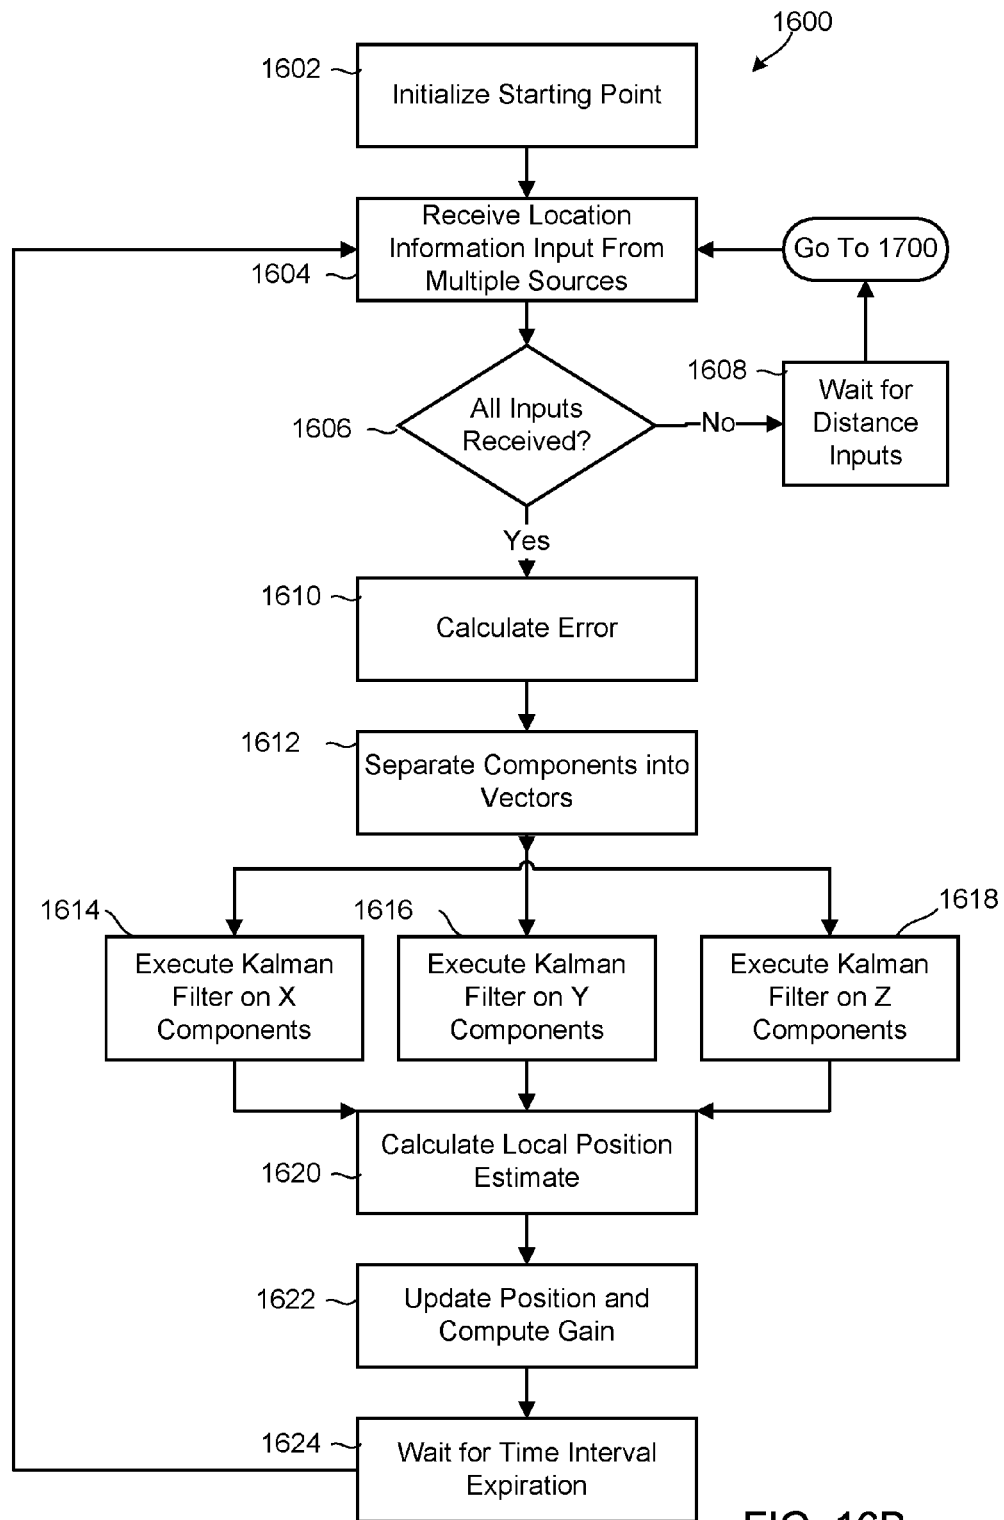 1600
1602
Initialize Starting Point
Receive Location
Information Input From
Multiple Sources
1604
Go To 1700
1606
All Inputs
Received?
No
1608
Wait for
Distance
Inputs
Yes
1610
Calculate Error
1612
Separate Components into
Vectors
1614
Execute Kalman
Filter on X
Components
1616
Execute Kalman
Filter on Y
Components
1618
Execute Kalman
Filter on Z
Components
1620
Calculate Local Position
Estimate
1622
Update Position and
Compute Gain
1624
Wait for Time Interval
Expiration
FIG. 16B